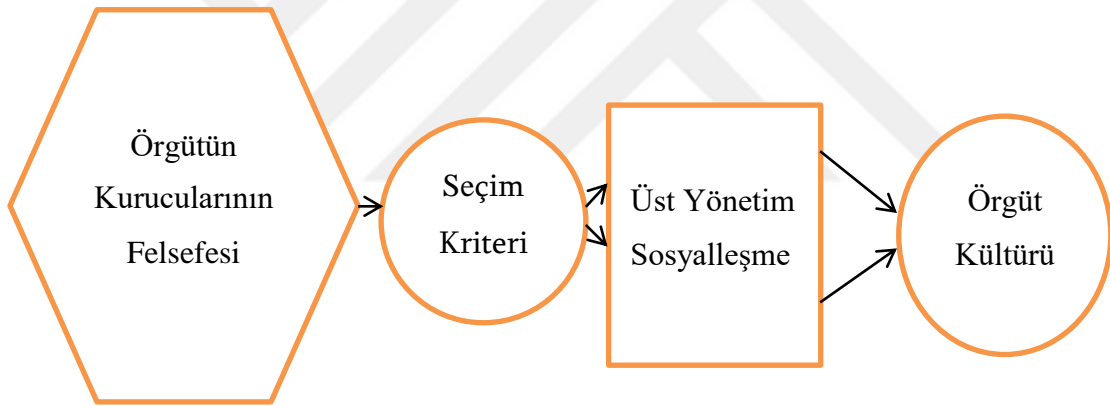 Örgütün
Kurucularının
Felsefesi
Seçim
Kriteri
Üst Yönetim
Sosyalleşme
Örgüt
Kültürü